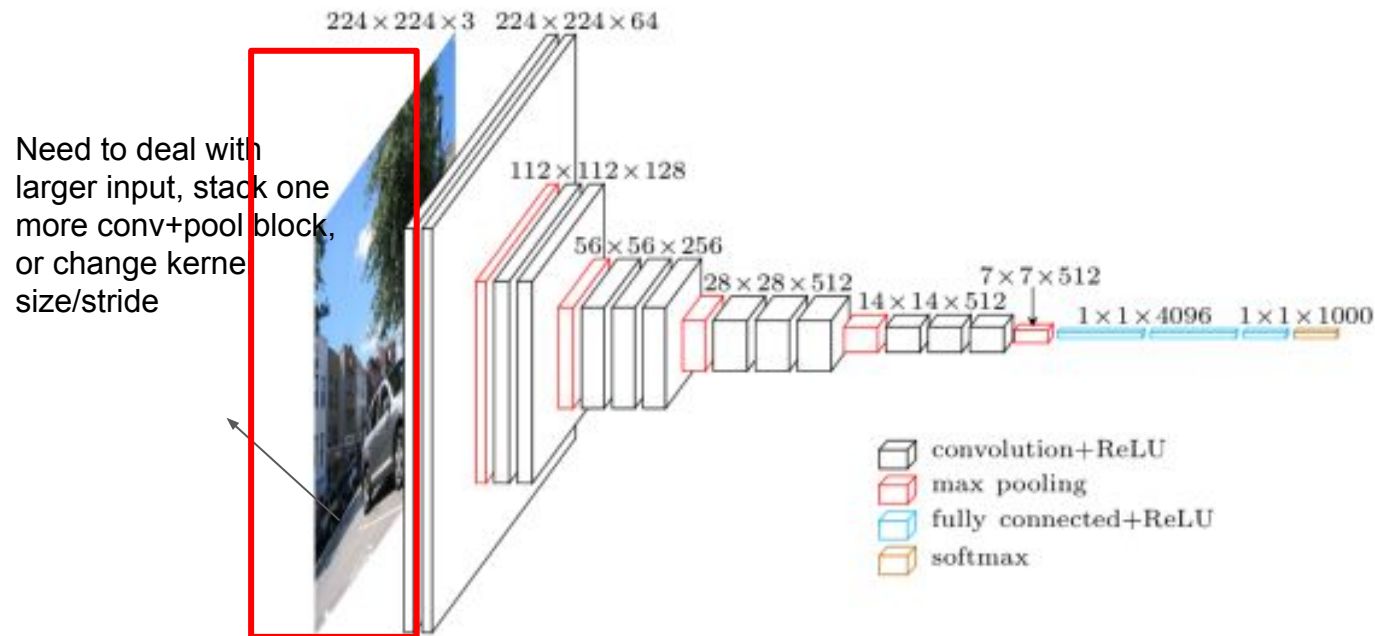 224×224×3 224×224×64
Need to deal with
larger input, stack one
more conv+pool block,
or change kerne
size/stride
112×112×128
56×56×256
28×28×512
14×14×512
7×7×512
1×1×4096 1×1×1000
convolution+ReLU
max pooling
fully connected+ReLU
softmax